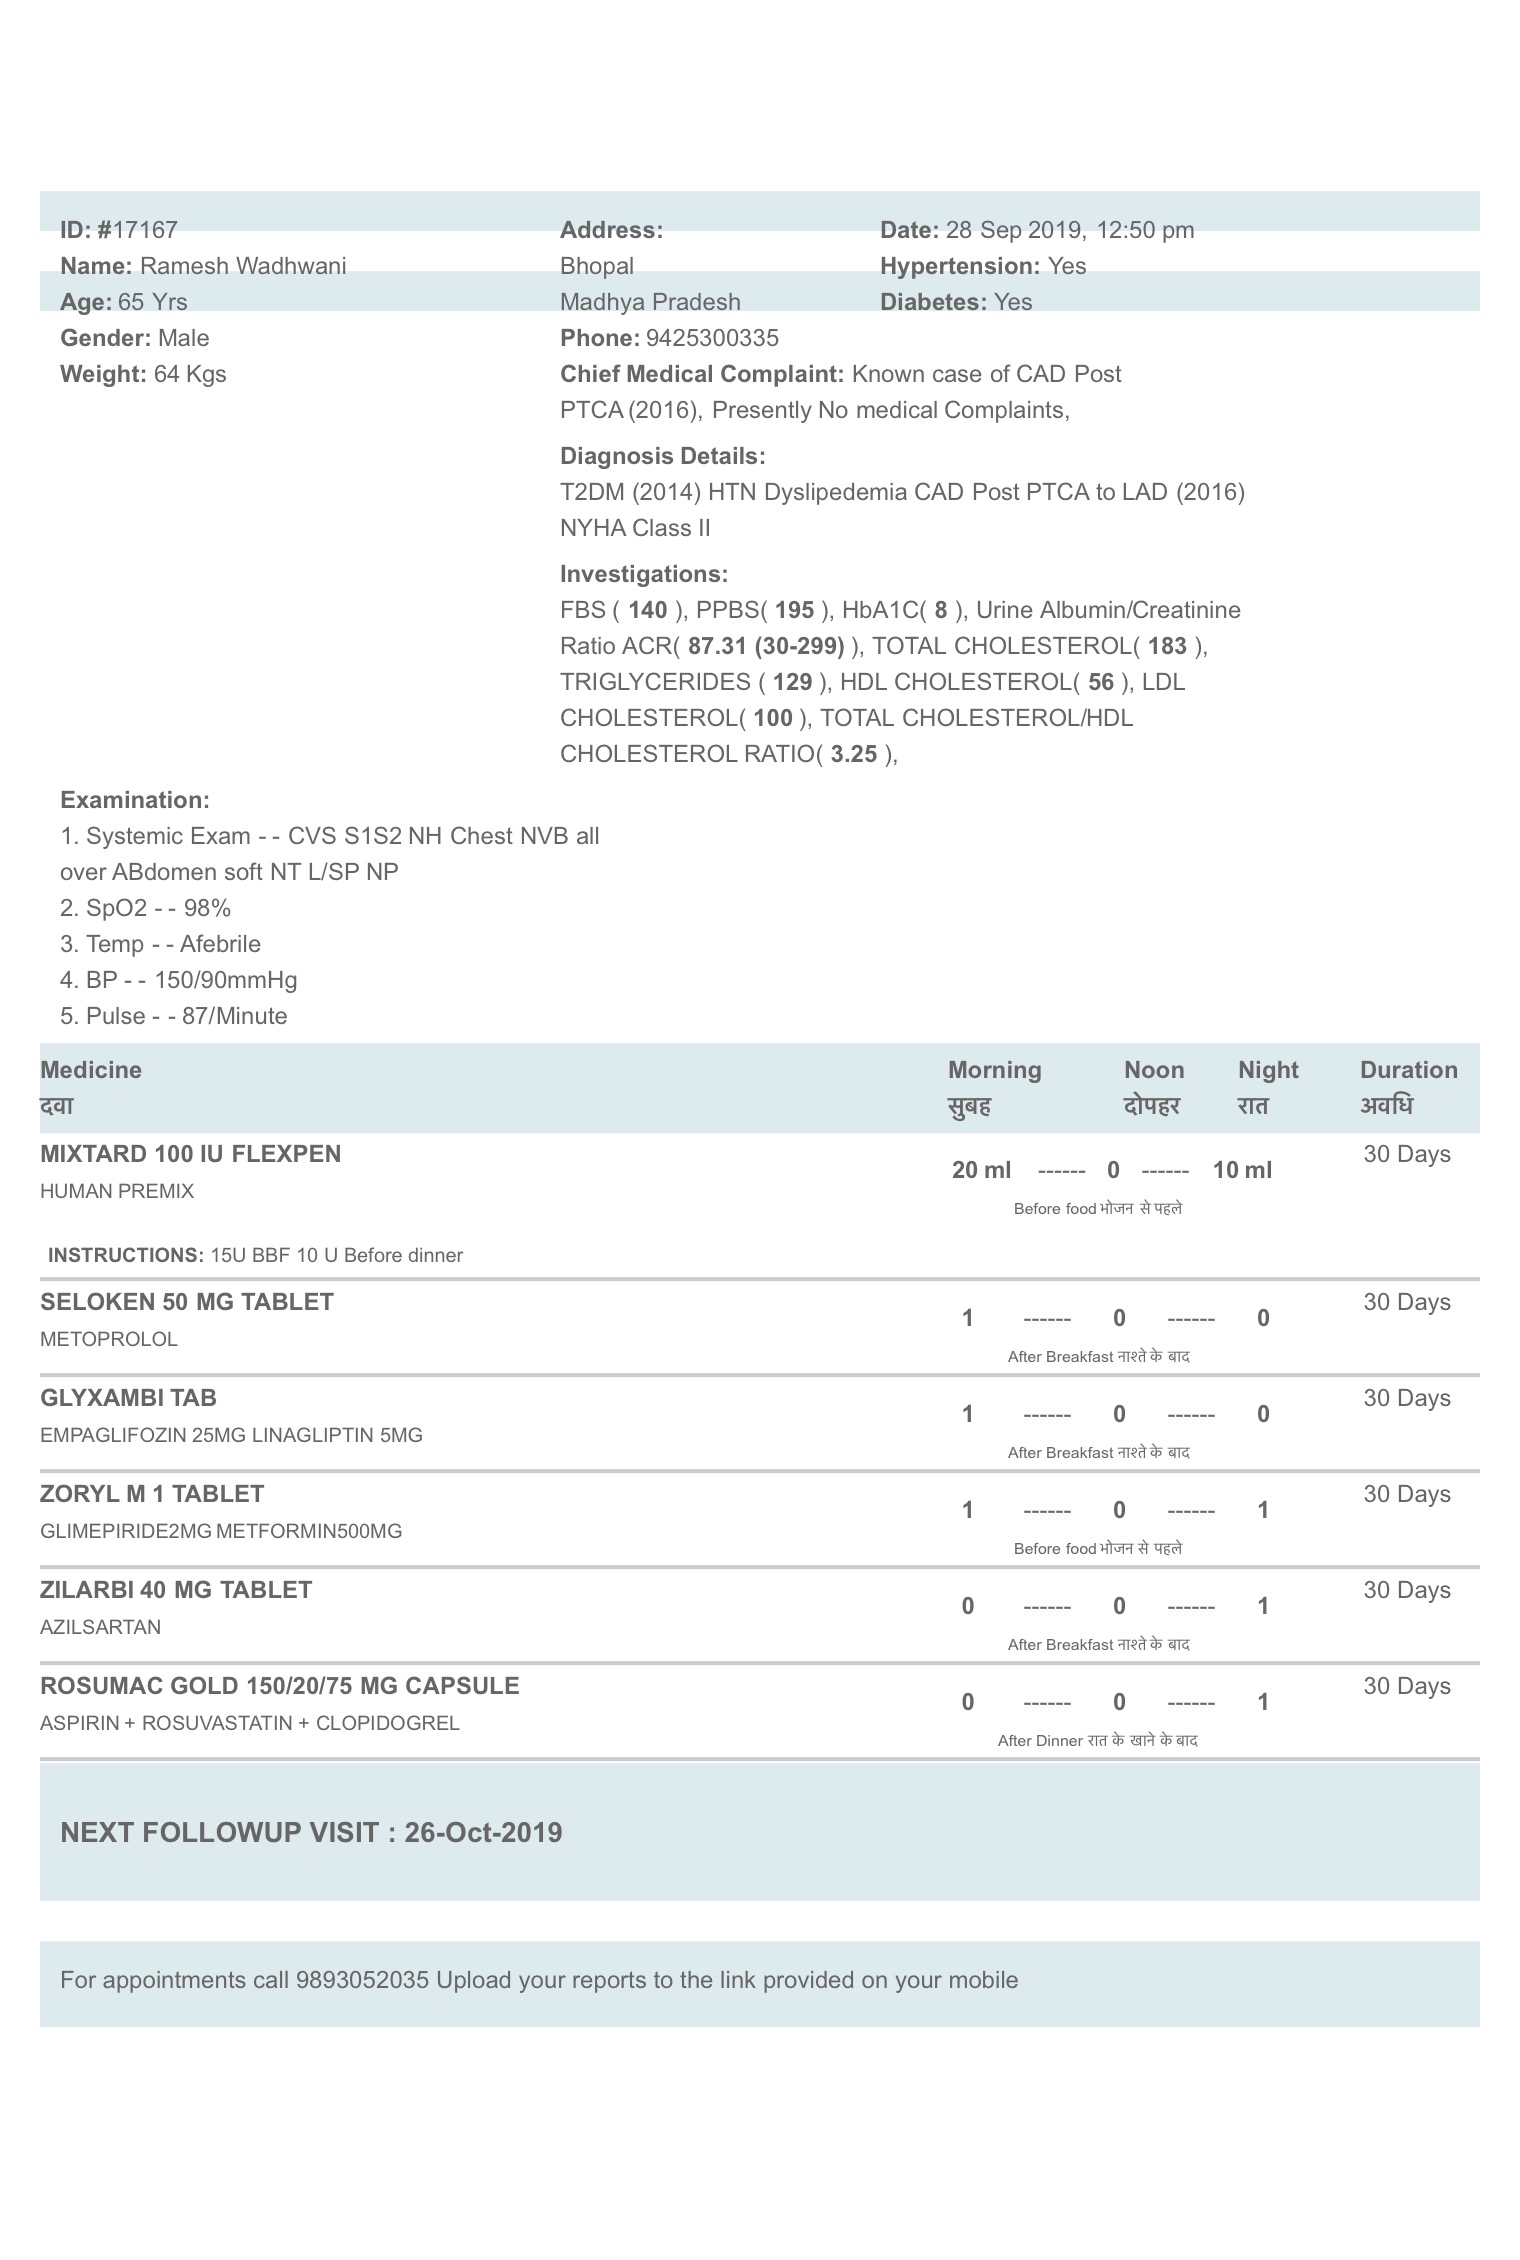 ID: #17167
Name: Ramesh Wadhwani
Age: 65 Yrs
Gender: Male
Weight: 64 Kgs
Address:
Bhopal
Madhya Pradesh
Phone: 9425300335
Date: 28 Sep 2019, 12:50 pm
Hypertension: Yes
Diabetes: Yes
Chief Medical Complaint: Known case of CAD Post
PTCA (2016), Presently No medical Complaints,
Diagnosis Details:
T2DM (2014) HTN Dyslipedemia CAD Post PTCA to LAD (2016)
NYHA Class II
Investigations:
FBS ( 140 ), PPBS( 195 ), HbA1C( 8 ), Urine Albumin/Creatinine
Ratio ACR( 87.31 (30-299) ), TOTAL CHOLESTEROL( 183 ),
TRIGLYCERIDES ( 129 ), HDL CHOLESTEROL( 56 ), LDL
CHOLESTEROL( 100 ), TOTAL CHOLESTEROL/HDL
CHOLESTEROL RATIO( 3.25 ),
Examination:
1. Systemic Exam - - CVS S1S2 NH Chest NVB all
over ABdomen soft NT L/SP NP
2. SpO2 - - 98%
3. Temp - - Afebrile
4. BP - - 150/90mmHg
5. Pulse - - 87/Minute
Medicine Morning Noon Night Duration
दवा सुबह दोपहर रात अवधि
MIXTARD 100 IU FLEXPEN 30 Days
20 ml ------ 0 ------ 10 ml
HUMAN PREMIX
Before food भोजन से पहले
INSTRUCTIONS: 15U BBF 10 U Before dinner
SELOKEN 50 MG TABLET 30 Days
1 ------ 0 ------ 0
METOPROLOL
After Breakfast नाश्ते के बाद
GLYXAMBI TAB 30 Days
1 ------ 0 ------ 0
EMPAGLIFOZIN 25MG LINAGLIPTIN 5MG
After Breakfast नाश्ते के बाद
ZORYL M 1 TABLET 30 Days
1 ------ 0 ------ 1
GLIMEPIRIDE2MG METFORMIN500MG
Before food भोजन से पहले
ZILARBI 40 MG TABLET 30 Days
0 ------ 0 ------ 1
AZILSARTAN
After Breakfast नाश्ते के बाद
ROSUMAC GOLD 150/20/75 MG CAPSULE 30 Days
0 ------ 0 ------ 1
ASPIRIN + ROSUVASTATIN + CLOPIDOGREL
After Dinner रात के खाने के बाद
NEXT FOLLOWUP VISIT : 26-Oct-2019
For appointments call 9893052035 Upload your reports to the link provided on your mobile